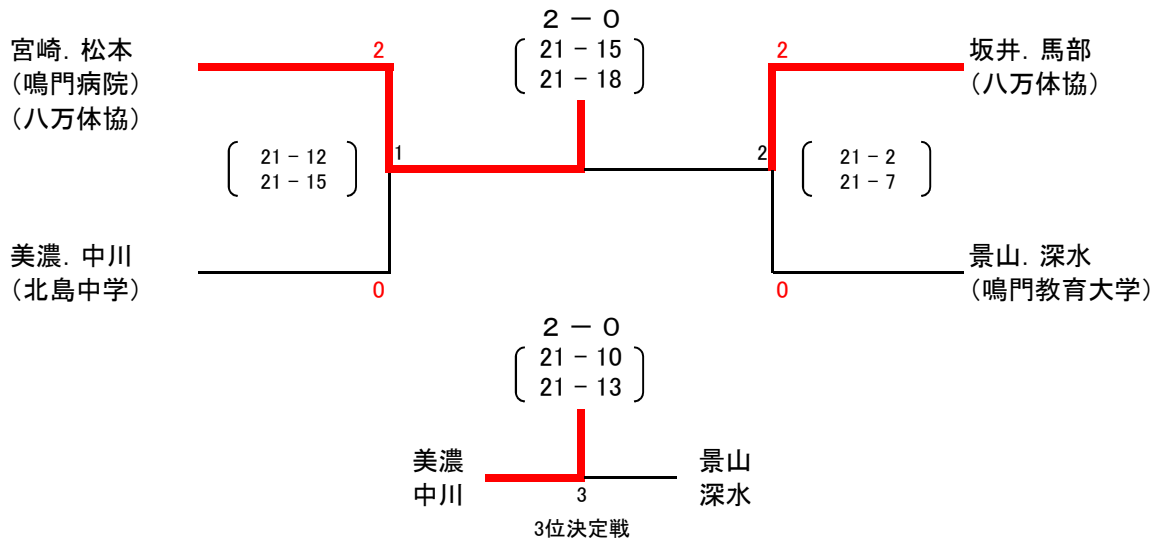 ２ － ０
宮崎．松本
（鳴門病院）
（八万体協）
2
21 － 15
21 － 18
2
坂井．馬部
（八万体協）
21 － 12
21 － 15
1
2
21 － 2
21 － 7
美濃．中川
（北島中学）
0
0
景山．深水
（鳴門教育大学）
２ － ０
21 － 10
21 － 13
美濃
中川
景山
深水
3
3位決定戦